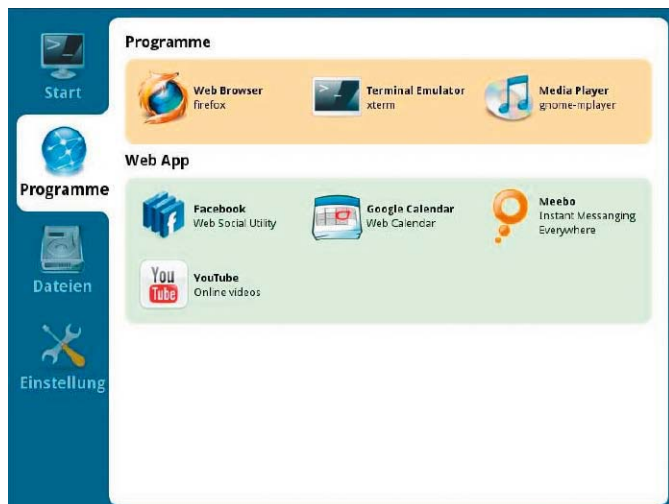 Start
Programme
Dateien
Einstellung
Programme
Web Browser
firefox
Terminal Emulator
xterm
Media Player
gnome-mplayer
Web App
Facebook
Web Social Utility
Google Calendar
Web Calendar
Meebo
Instant Messanging
Everywhere
You
Tube
YouTube
Online videos